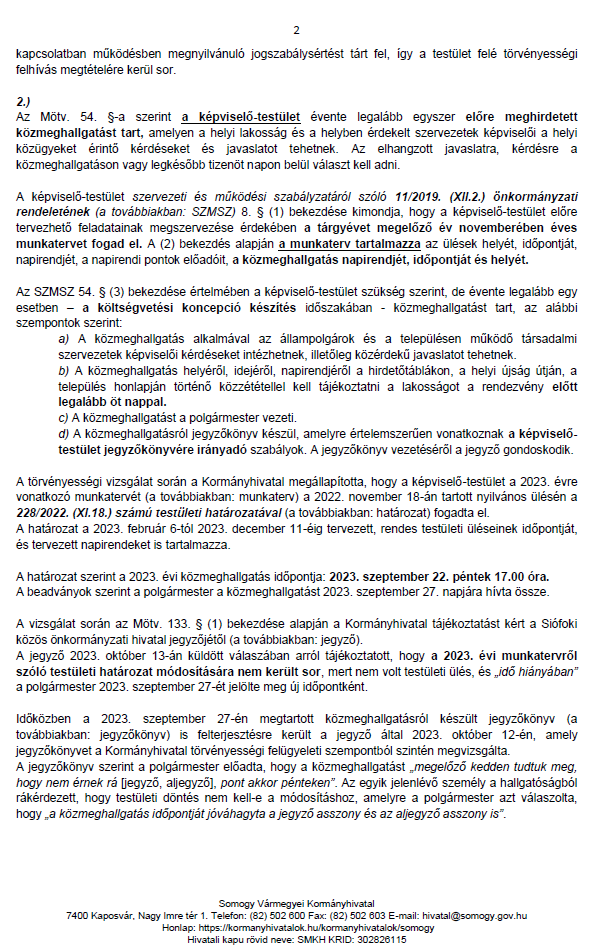 2
kapcsolatban működésben megnyilvánuló jogszabálysértést tárt fel, így a testület felé törvényességi
felhívás megtételére kerül sor.
2.)
Az Mötv. 54. §-a szerint a képviselő-testület évente legalább egyszer előre meghirdetett
közmeghallgatást tart, amelyen a helyi lakosság és a helyben érdekelt szervezetek képviselői a helyi
közügyeket érintő kérdéseket és javaslatot tehetnek. Az elhangzott javaslatra, kérdésre a
közmeghallgatáson vagy legkésőbb tizenöt napon belül választ kell adni.
A képviselő-testület szervezeti és működési szabályzatáról szóló 11/2019. (XII.2.) önkormányzati
rendeletének (a továbbiakban: SZMSZ) 8. § (1) bekezdése kimondja, hogy a képviselő-testület előre
tervezhető feladatainak megszervezése érdekében a tárgyévet megelőző év novemberében éves
munkatervet fogad el. A (2) bekezdés alapján a munkaterv tartalmazza az ülések helyét, időpontját,
napirendjét, a napirendi pontok előadóit, a közmeghallgatás napirendjét, időpontját és helyét.
Az SZMSZ 54. § (3) bekezdése értelmében a képviselő-testület szükség szerint, de évente legalább egy
esetben – a költségvetési koncepció készítés időszakában - közmeghallgatást tart, az alábbi
szempontok szerint:
a) A közmeghallgatás alkalmával az állampolgárok és a településen működő társadalmi
szervezetek képviselői kérdéseket intézhetnek, illetőleg közérdekű javaslatot tehetnek.
b) A közmeghallgatás helyéről, idejéről, napirendjéről a hirdetőtáblákon, a helyi újság útján, a
település honlapján történő közzététellel kell tájékoztatni a lakosságot a rendezvény előtt
legalább öt nappal.
c) A közmeghallgatást a polgármester vezeti.
d) A közmeghallgatásról jegyzőkönyv készül, amelyre értelemszerűen vonatkoznak a képviselő-
testület jegyzőkönyvére irányadó szabályok. A jegyzőkönyv vezetéséről a jegyző gondoskodik.
A törvényességi vizsgálat során a Kormányhivatal megállapította, hogy a képviselő-testület a 2023. évre
vonatkozó munkatervét (a továbbiakban: munkaterv) a 2022. november 18-án tartott nyilvános ülésén a
228/2022. (XI.18.) számú testületi határozatával (a továbbiakban: határozat) fogadta el.
A határozat a 2023. február 6-tól 2023. december 11-éig tervezett, rendes testületi üléseinek időpontját,
és tervezett napirendeket is tartalmazza.
A határozat szerint a 2023. évi közmeghallgatás időpontja: 2023. szeptember 22. péntek 17.00 óra.
A beadványok szerint a polgármester a közmeghallgatást 2023. szeptember 27. napjára hívta össze.
A vizsgálat során az Mötv. 133. § (1) bekezdése alapján a Kormányhivatal tájékoztatást kért a Siófoki
közös önkormányzati hivatal jegyzőjétől (a továbbiakban: jegyző).
A jegyző 2023. október 13-án küldött válaszában arról tájékoztatott, hogy a 2023. évi munkatervről
szóló testületi határozat módosítására nem került sor, mert nem volt testületi ülés, és „idő hiányában"
a polgármester 2023. szeptember 27-ét jelölte meg új időpontként.
Időközben a 2023. szeptember 27-én megtartott közmeghallgatásról készült jegyzőkönyv (a
továbbiakban: jegyzőkönyv) is felterjesztésre került a jegyző által 2023. október 12-én, amely
jegyzőkönyvet a Kormányhivatal törvényességi felügyeleti szempontból szintén megvizsgálta.
A jegyzőkönyv szerint a polgármester előadta, hogy a közmeghallgatást „megelőző kedden tudtuk meg,
hogy nem érnek rá [jegyző, aljegyző], pont akkor pénteken". Az egyik jelenlévő személy a hallgatóságból
rákérdezett, hogy testületi döntés nem kell-e a módosításhoz, amelyre a polgármester azt válaszolta,
hogy „a közmeghallgatás időpontját jóváhagyta a jegyző asszony és az aljegyző asszony is".
Somogy Vármegyei Kormányhivatal
7400 Kaposvár, Nagy Imre tér 1. Telefon: (82) 502 600 Fax: (82) 502 603 E-mail: hivatal@somogy.gov.hu
Honlap: https://kormanyhivatalok.hu/kormanyhivatalok/somogy
Hivatali kapu rövid neve: SMKH KRID: 302826115